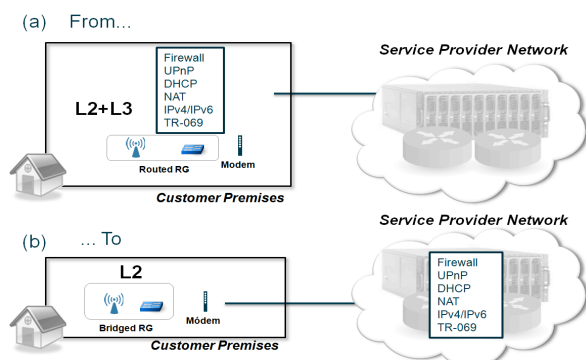 (a) From...
Service Provider Network
Firewall
UPnP
DHCP
NAT
IPv4/IPv6
TR-069
L2+L3
Routed RG
Modem
Customer Premises
Service Provider Network
(b) ... To
L2
Bridged RG
Módem
Customer Premises
Firewall
UPnP
DHCP
NAT
IPv4/IPv6
TR-069